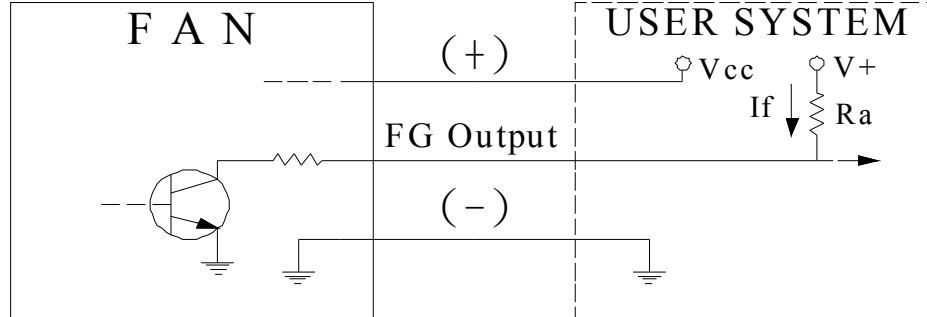 F A N
USER SYSTEM
(+)
Vcc
V+
If
Ra
FG Output
(-)